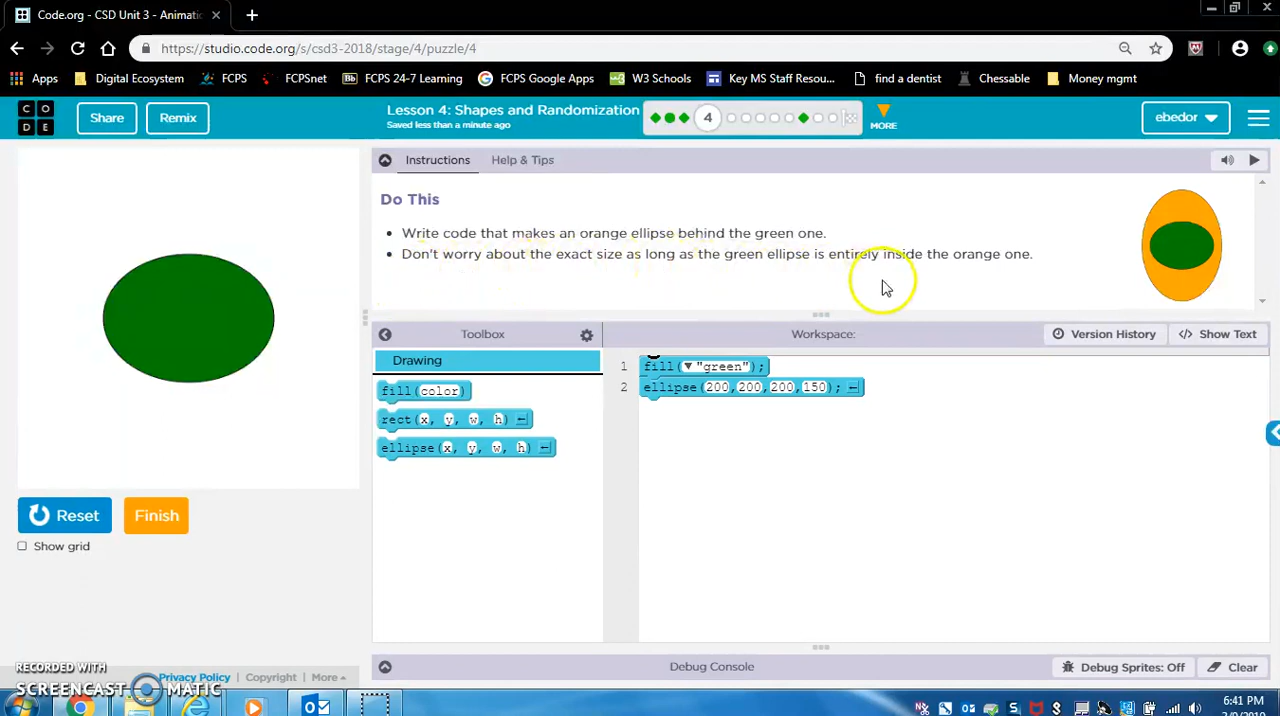 Code.org - CSD Unit 3 - Animatic
https://studio.code.org/s/csd3-2018/stage/4/puzzle/4
Apps Digital Ecosystem FCPS FCPSnet Bb FCPS 24-7 Learning FCPS Google Apps W3 Schools Key MS Staff Resou... find a dentist Chessable Money mgmt
C O D E Share Remix Lesson 4: Shapes and Randomization 4 MORE ebedor
Saved less than a minute ago
Instructions Help & Tips
Do This
Write code that makes an orange ellipse behind the green one.
Don't worry about the exact size as long as the green ellipse is entirely inside the orange one.
Toolbox Workspace: Version History </> Show Text
Drawing
fill(color)
rect(x, y, w, h)
ellipse(x, y, w, h)
1 fill("green");
2 ellipse(200,200,200,150);
Reset Finish
Show grid
Debug Console Debug Sprites: Off Clear
Privacy Policy | Copyright | More
RECORDED WITH
SCREENCAST MATIC
6:41 PM